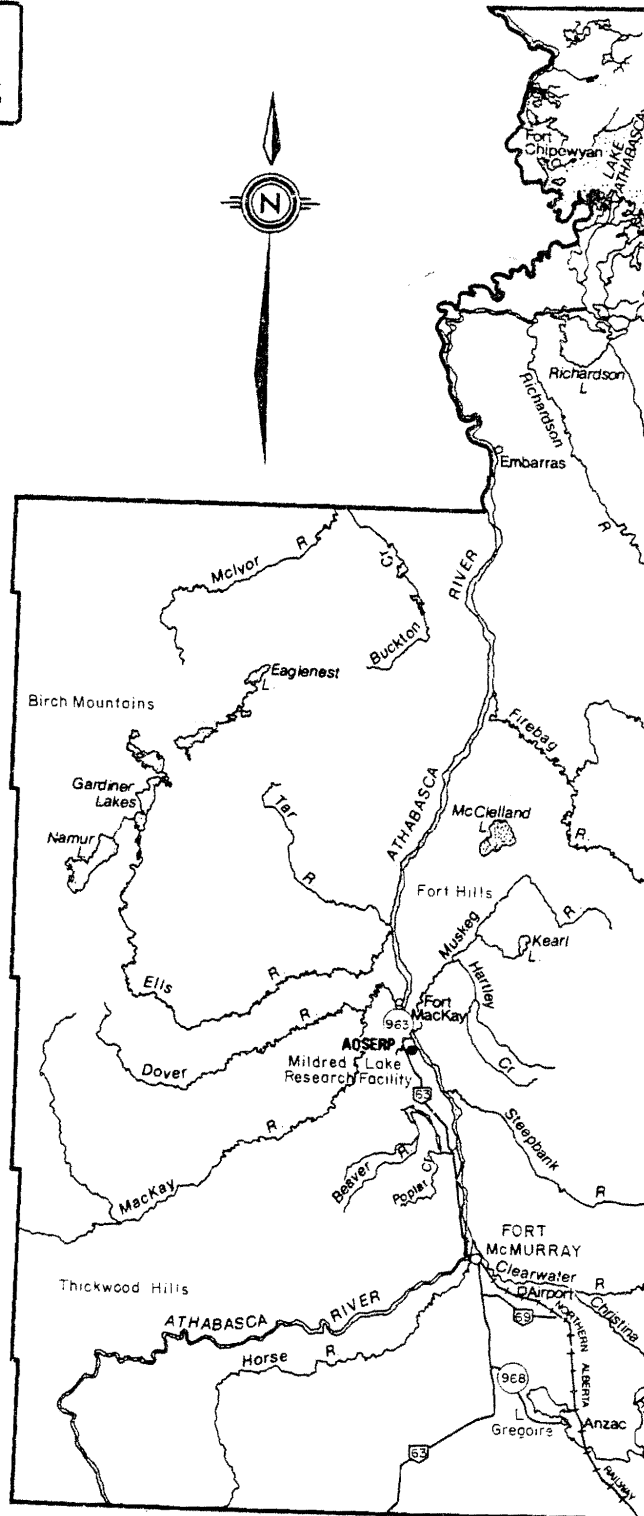 N
Fort
Chipewyan
LAKE
ATHABASCA
Richardson
L
Richardson
R
Embarras
McIvor R.
Cr
Buckton
RIVER
Eaglenest
L.
Birch Mountains
Firebag
R.
Gardiner
Lakes
Tar
R.
ATHABASCA
McClelland
L.
Namur
L
Fort Hills
Muskeg R
Kearl
L.
Hartley
Cr.
Ells R.
Fort
MacKay
963
R.
AOSERP
Dover
Mildred Lake
Research Facility
63
R.
Steepbank
R
Beaver R.
Poplar Cr.
MacKay
FORT
McMURRAY
Clearwater R
Thickwood Hills
Airport
Christina
ATHABASCA RIVER
69
NORTHERN
ALBERTA
RAILWAY
Horse R.
968
L
Gregoire
Anzac
63